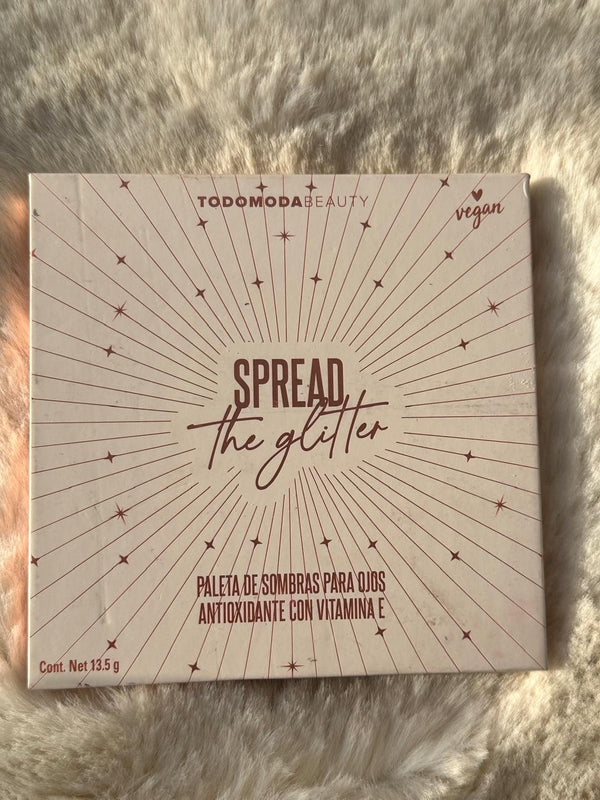 TODOMODABEAUTY
vegan
SPREAD
the glitter
PALETA DE SOMBRAS PARA OJOS
ANTIOXIDANTE CON VITAMINA E
Cont. Net 13.5 g